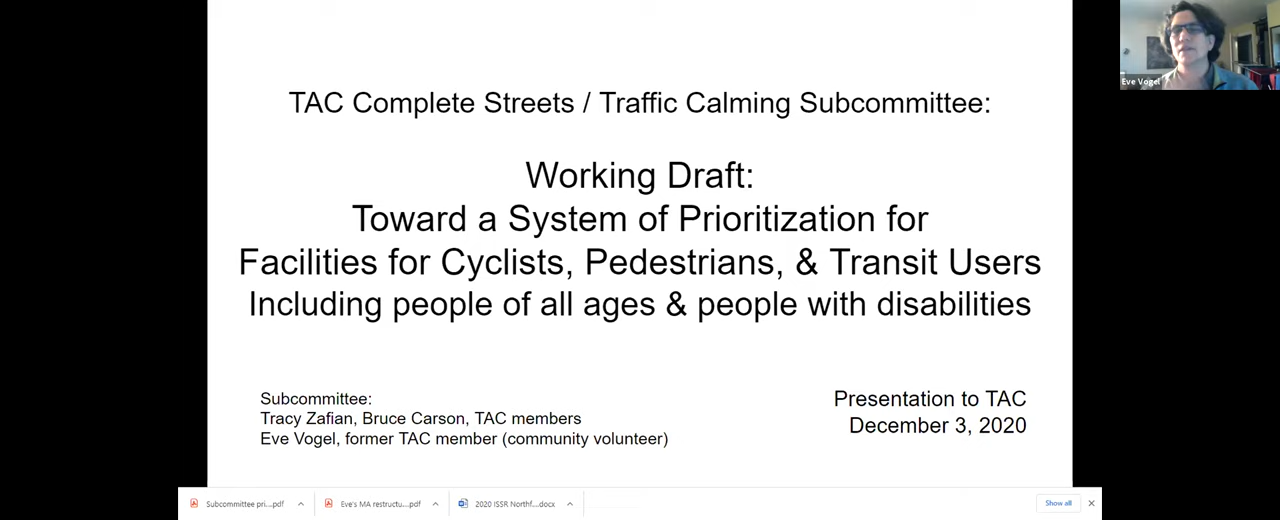 Eve Vogel
TAC Complete Streets / Traffic Calming Subcommittee:
Working Draft:
Toward a System of Prioritization for
Facilities for Cyclists, Pedestrians, & Transit Users
Including people of all ages & people with disabilities
Subcommittee:
Tracy Zafian, Bruce Carson, TAC members
Eve Vogel, former TAC member (community volunteer)
Presentation to TAC
December 3, 2020
Subcommittee pri....pdf
Eve's MA restructu....pdf
2020 ISSR Northf....docx
Show all